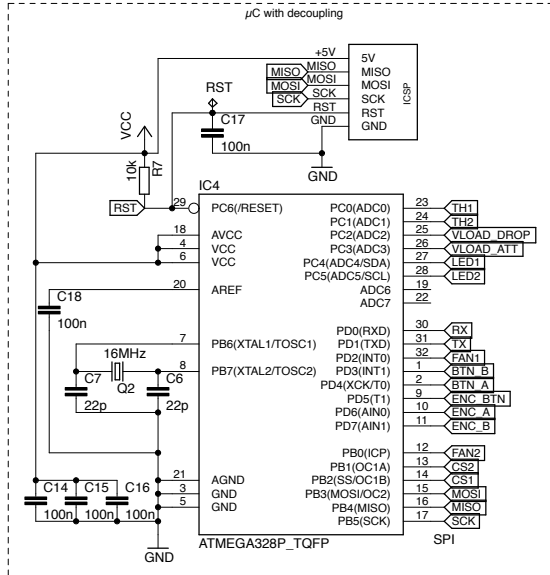 µC with decoupling
+5V
MISO
MOSI
SCK
RST
GND
MISO
MOSI
SCK
5V
MISO
MOSI
SCK
RST
GND
ICSP
RST
C17
100n
GND
VCC
10k
R7
RST
IC4
29 PC6(/RESET)
18 AVCC
4 VCC
6 VCC
20 AREF
C18
100n
7 PB6(XTAL1/TOSC1)
16MHz
8 PB7(XTAL2/TOSC2)
C7
Q2
C6
22p
22p
21 AGND
3 GND
5 GND
C14
C15
C16
100n
100n
100n
GND
ATMEGA328P_TQFP
PC0(ADC0) 23 TH1
PC1(ADC1) 24 TH2
PC2(ADC2) 25 VLOAD_DROP
PC3(ADC3) 26 VLOAD_ATT
PC4(ADC4/SDA) 27 LED1
PC5(ADC5/SCL) 28 LED2
ADC6 19
ADC7 22
PD0(RXD) 30 RX
PD1(TXD) 31 TX
PD2(INT0) 32 FAN1
PD3(INT1) 1 BTN_B
PD4(XCK/T0) 2 BTN_A
PD5(T1) 9 ENC_BTN
PD6(AIN0) 10 ENC_A
PD7(AIN1) 11 ENC_B
PB0(ICP) 12 FAN2
PB1(OC1A) 13 CS2
PB2(SS/OC1B) 14 CS1
PB3(MOSI/OC2) 15 MOSI
PB4(MISO) 16 MISO
PB5(SCK) 17 SCK
SPI